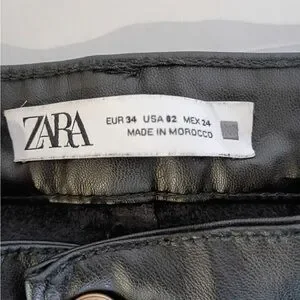 ZARA
EUR 34 USA 02 MEX 24
MADE IN MOROCCO